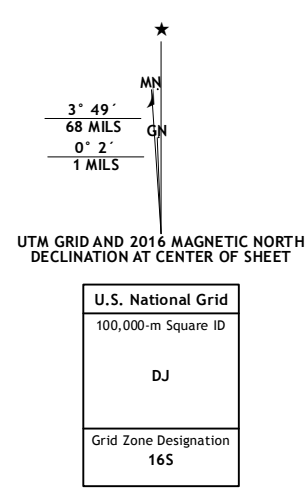 ★
MN
3° 49´
68 MILS
GN
0° 2´
1 MILS
UTM GRID AND 2016 MAGNETIC NORTH
DECLINATION AT CENTER OF SHEET
U.S. National Grid
100,000-m Square ID
DJ
Grid Zone Designation
16S